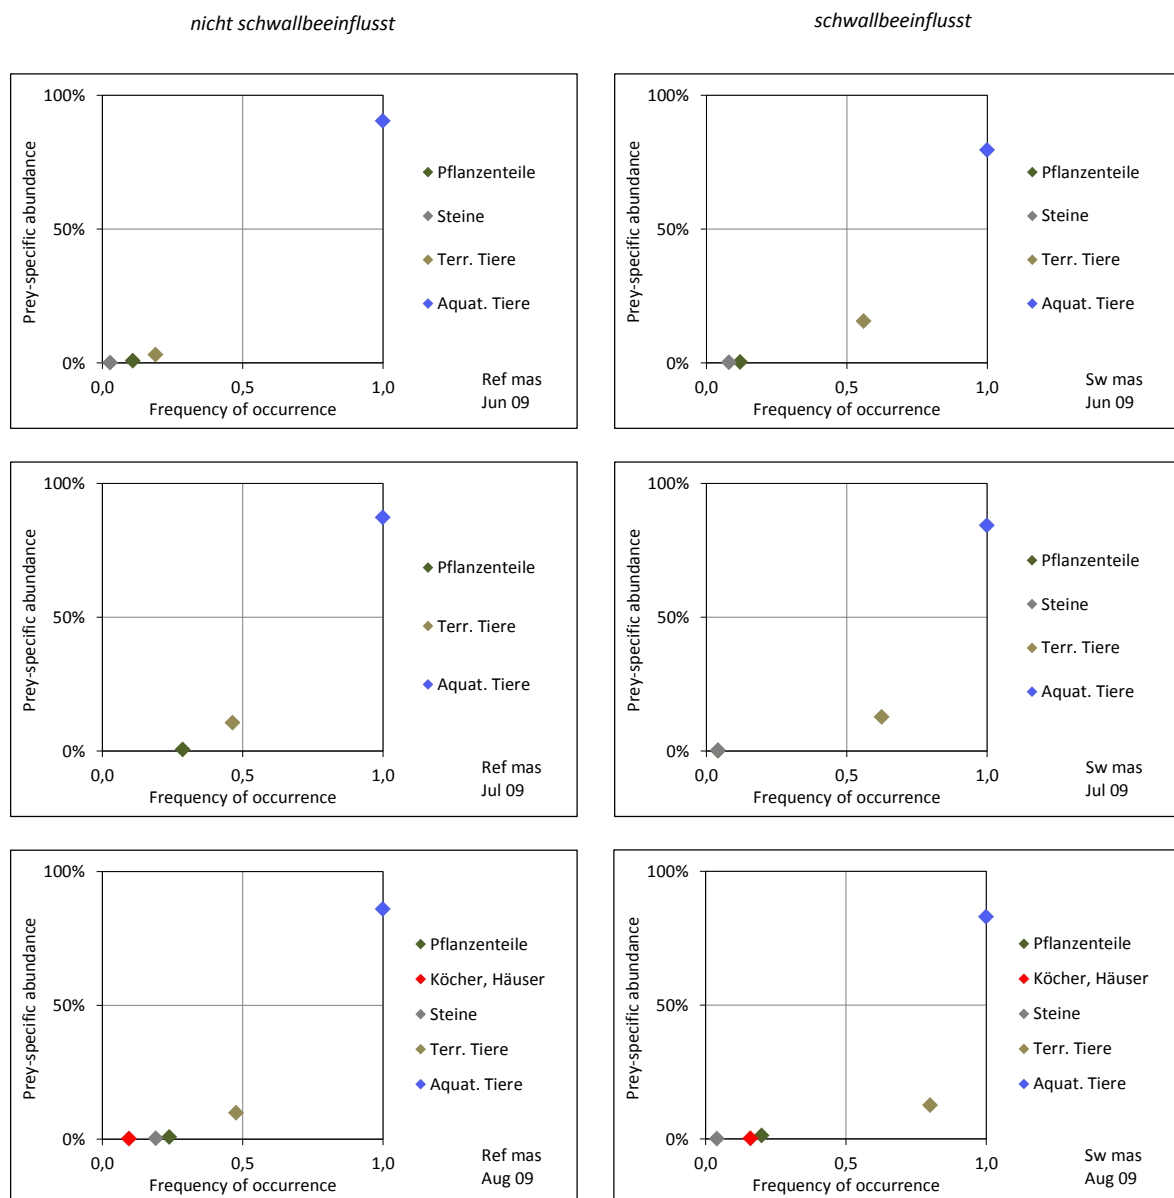 nicht schwallbeeinflusst
schwallbeeinflusst
100%
50%
0%
Prey-specific abundance
0,0
0,5
1,0
Frequency of occurrence
Pflanzenteile
Steine
Terr. Tiere
Aquat. Tiere
Ref mas
Jun 09
100%
50%
0%
Prey-specific abundance
0,0
0,5
1,0
Frequency of occurrence
Pflanzenteile
Steine
Terr. Tiere
Aquat. Tiere
Sw mas
Jun 09
100%
50%
0%
Prey-specific abundance
0,0
0,5
1,0
Frequency of occurrence
Pflanzenteile
Terr. Tiere
Aquat. Tiere
Ref mas
Jul 09
100%
50%
0%
Prey-specific abundance
0,0
0,5
1,0
Frequency of occurrence
Pflanzenteile
Steine
Terr. Tiere
Aquat. Tiere
Sw mas
Jul 09
100%
50%
0%
Prey-specific abundance
0,0
0,5
1,0
Frequency of occurrence
Pflanzenteile
Köcher, Häuser
Steine
Terr. Tiere
Aquat. Tiere
Ref mas
Aug 09
100%
50%
0%
Prey-specific abundance
0,0
0,5
1,0
Frequency of occurrence
Pflanzenteile
Köcher, Häuser
Steine
Terr. Tiere
Aquat. Tiere
Sw mas
Aug 09